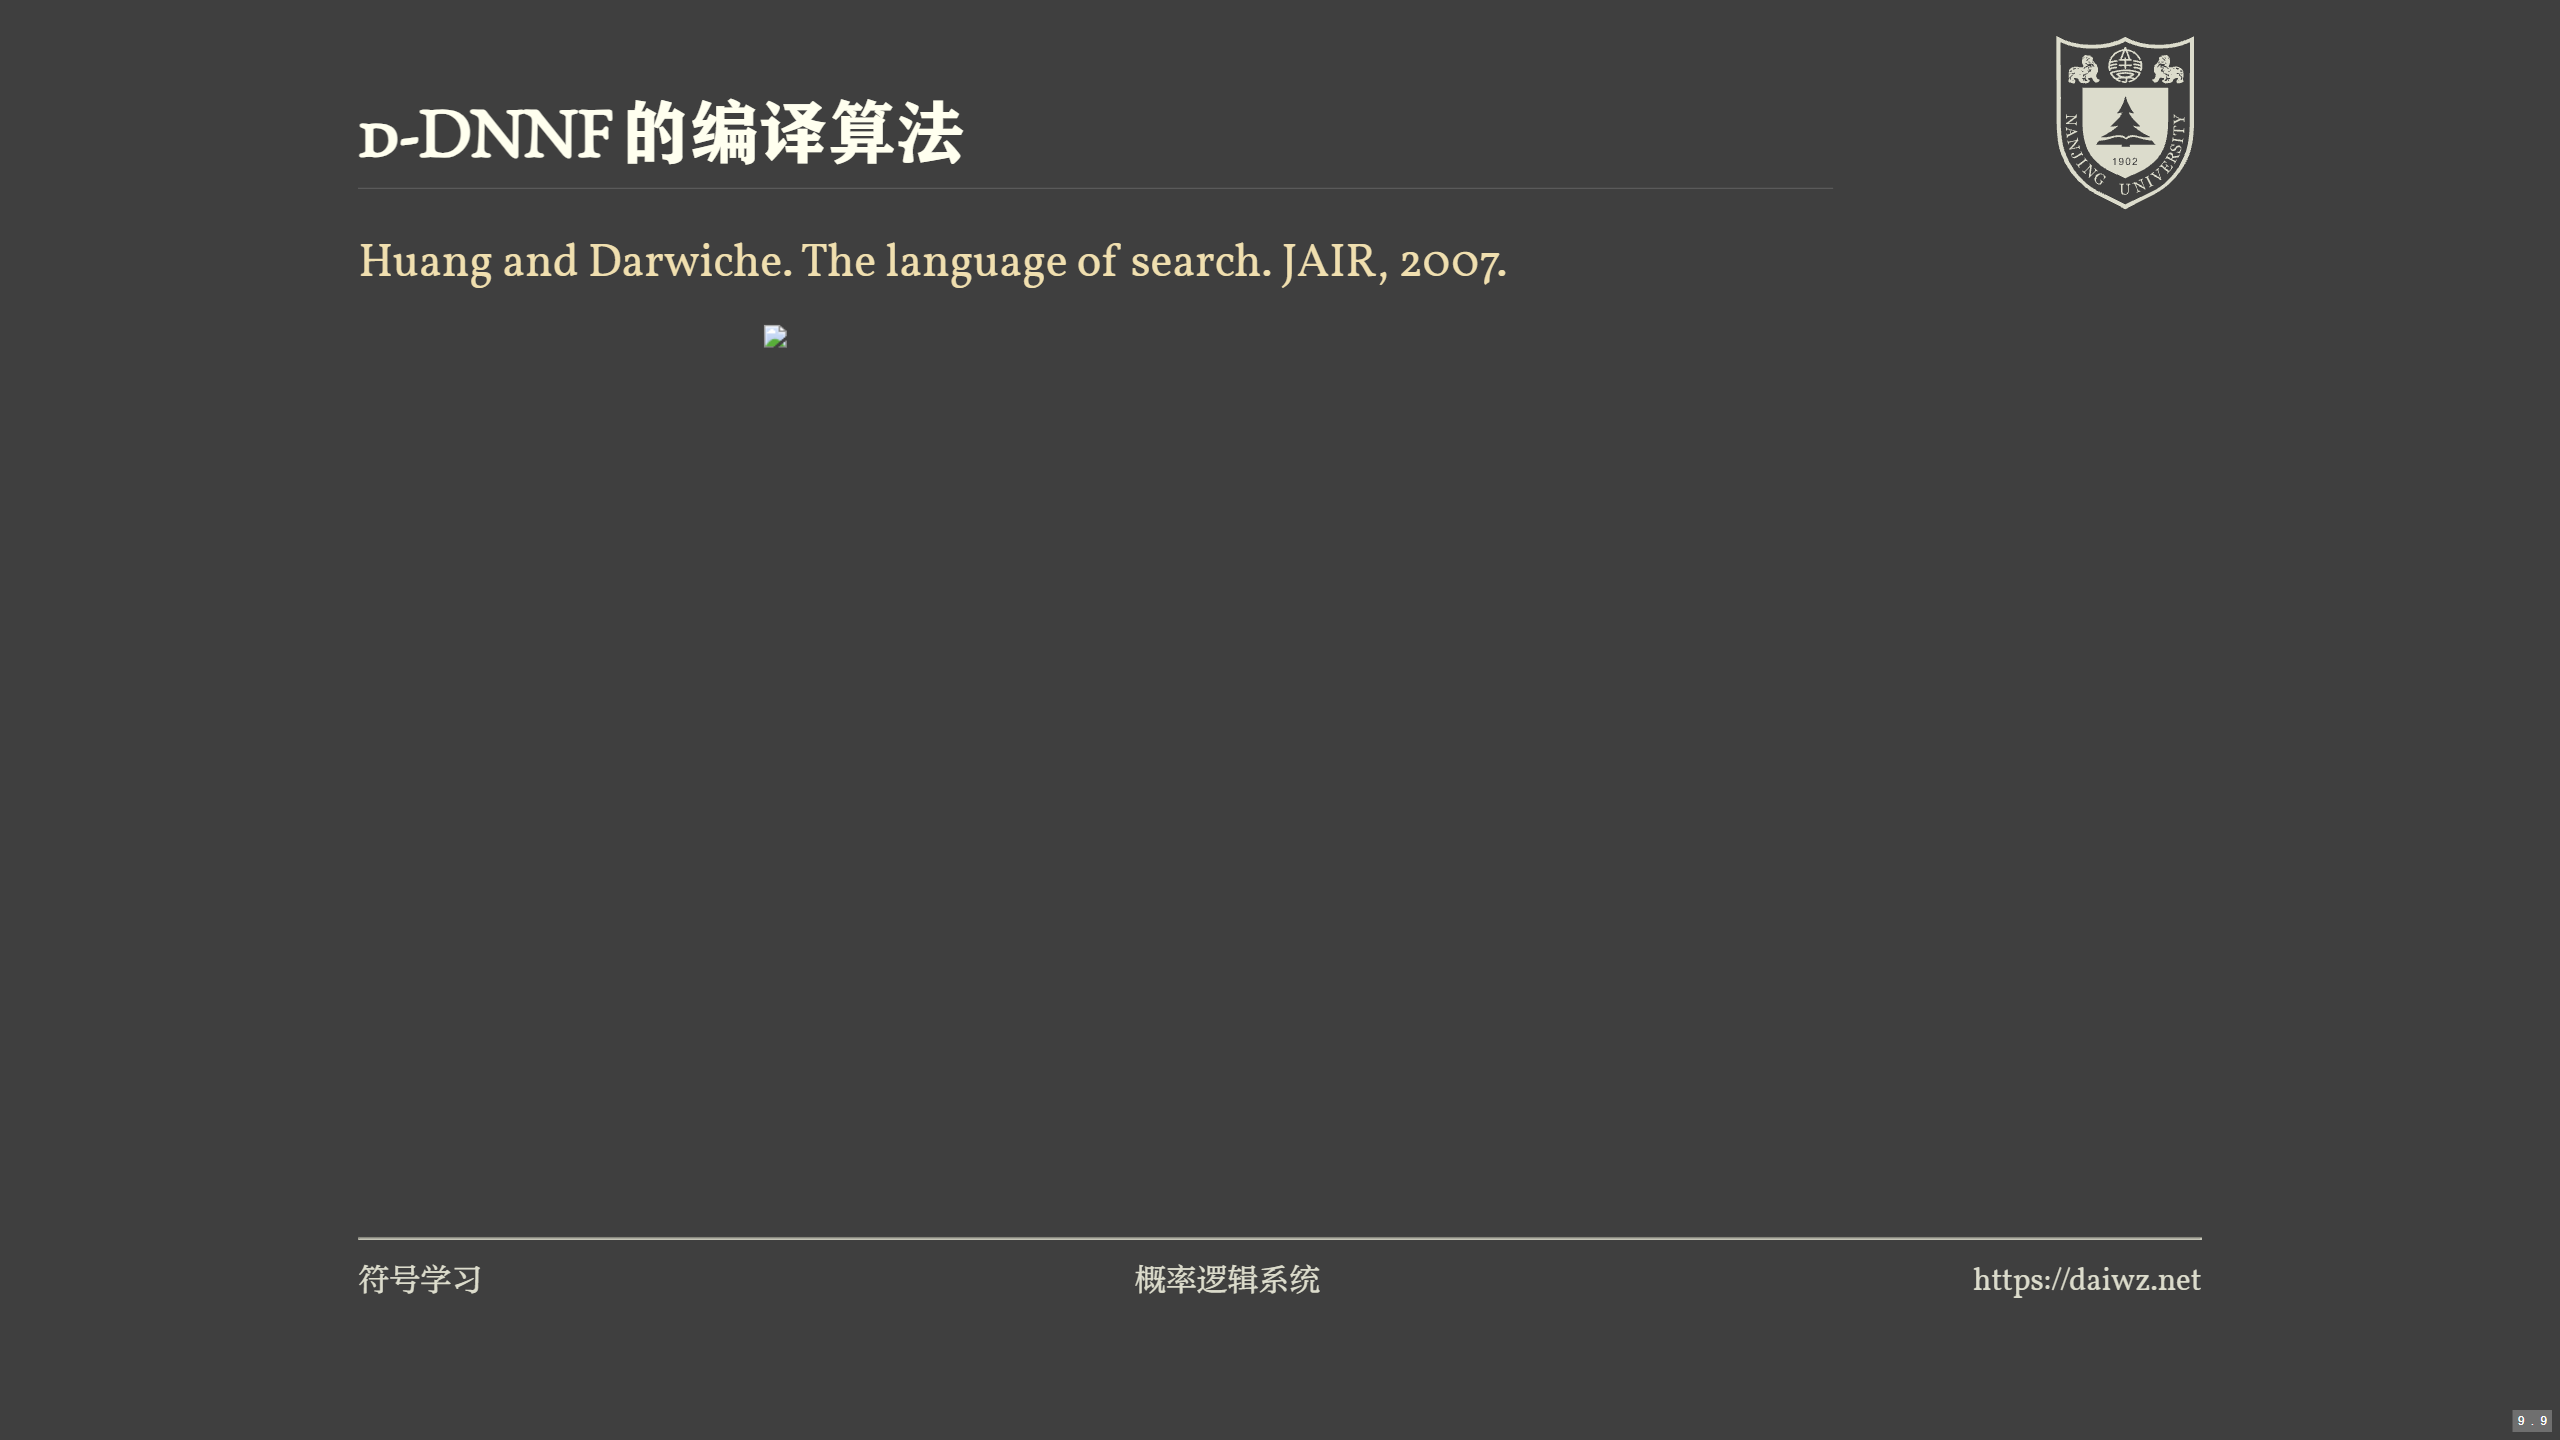 D-DNNF 的编译算法
NANJING UNIVERSITY
1902
Huang and Darwiche. The language of search. JAIR, 2007.
符号学习
概率逻辑系统
https://daiwz.net
9 . 9